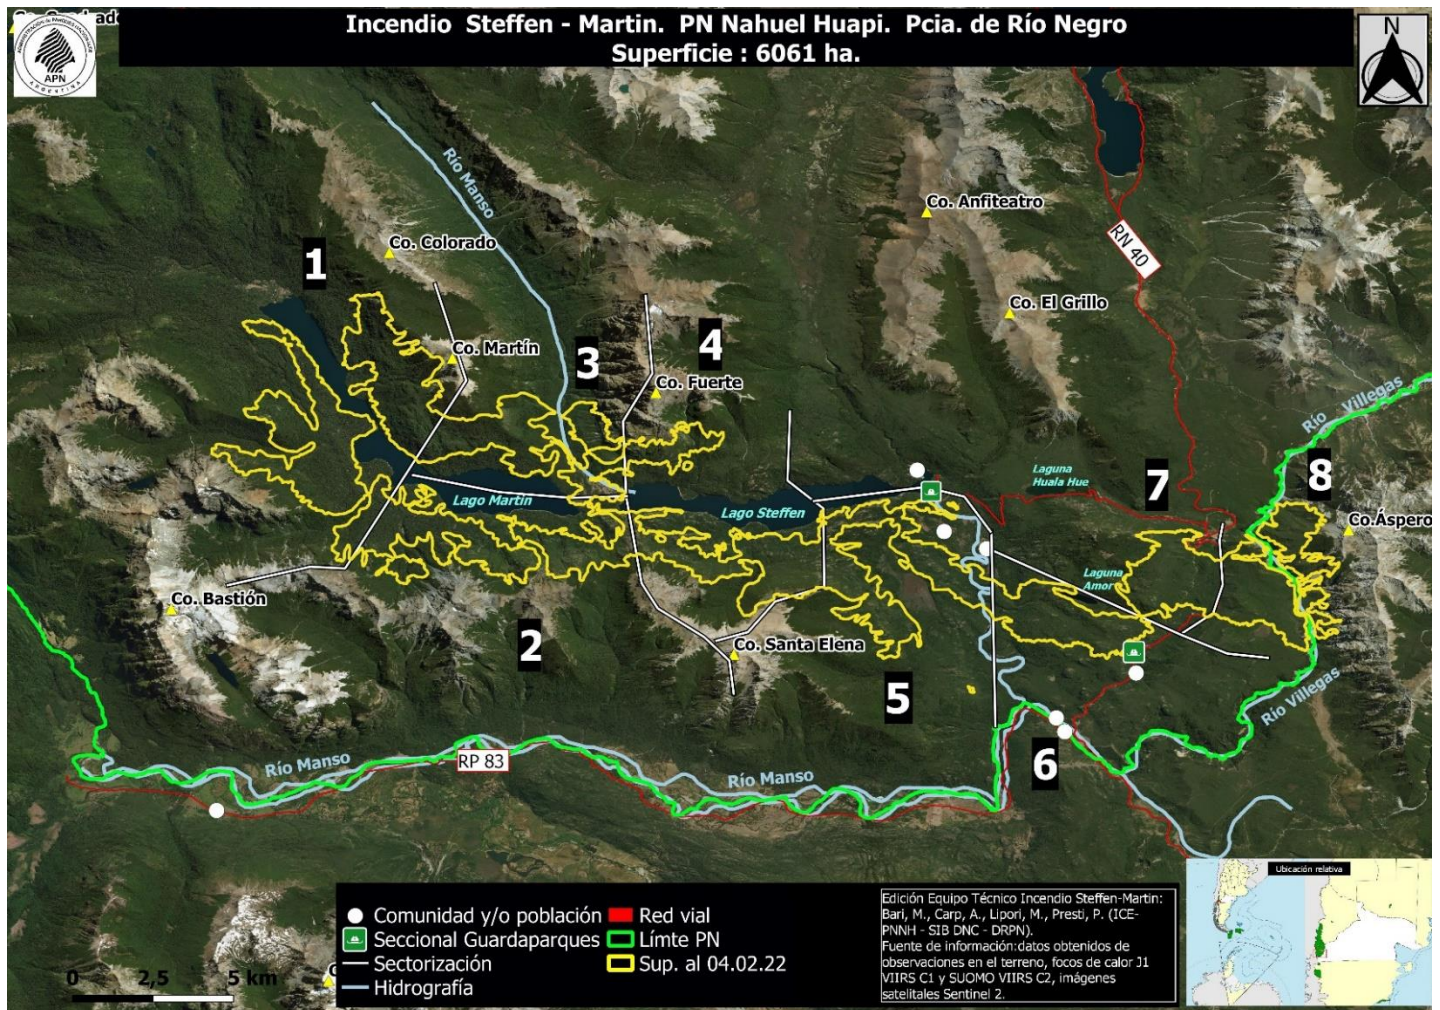 Incendio Steffen - Martin. PN Nahuel Huapi. Pcia. de Río Negro
Superficie : 6061 ha.
APN
ARGENTINA
N
Río Manso
Co. Colorado
Co. Anfiteatro
RN 40
1
Co. El Grillo
Co. Martín
3
4
Co. Fuerte
Río Villegas
Laguna
Huala Hue
7
8
Lago Martin
Lago Steffen
Co.Áspero
Laguna
Amor
Co. Bastión
2
Co. Santa Elena
5
Río Villegas
Río Manso
RP 83
Río Manso
6
Ubicación relativa
Comunidad y/o población
Red vial
Seccional Guardaparques
Límte PN
Sectorización
Sup. al 04.02.22
Hidrografía
0 2,5 5 km
Edición Equipo Técnico Incendio Steffen-Martin:
Bari, M., Carp, A., Lipori, M., Presti, P. (ICE-
PNNH - SIB DNC - DRPN).
Fuente de información:datos obtenidos de
observaciones en el terreno, focos de calor J1
VIIRS C1 y SUOMO VIIRS C2, imágenes
satelitales Sentinel 2.